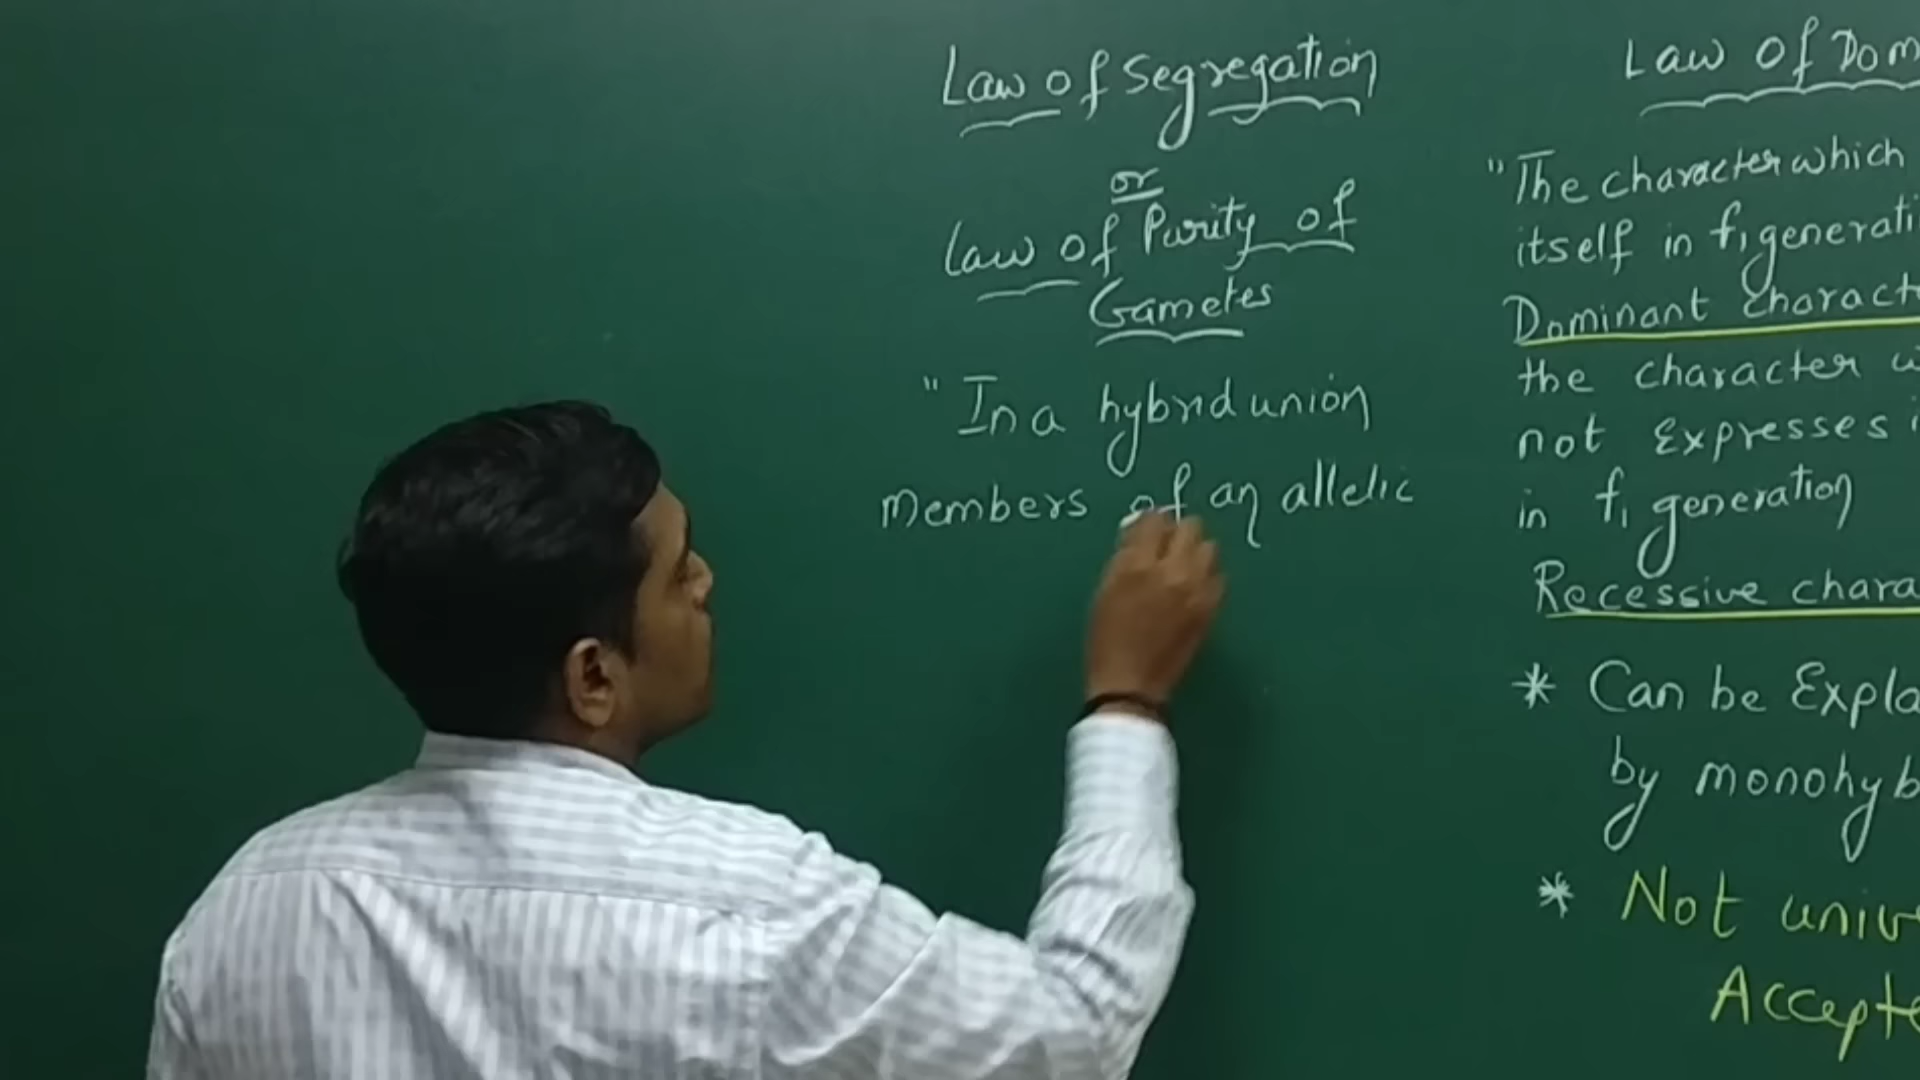 Law of Segregation
or
Law of Purity of
Gametes
" In a hybrid union
Members of an allelic
Law of Dom
" The character which
itself in f1 generati
Dominant characte
the character w
not Expresses i
in f1 generation
Recessive chara
* Can be Expla
by monohyb
* Not univ
Accepte